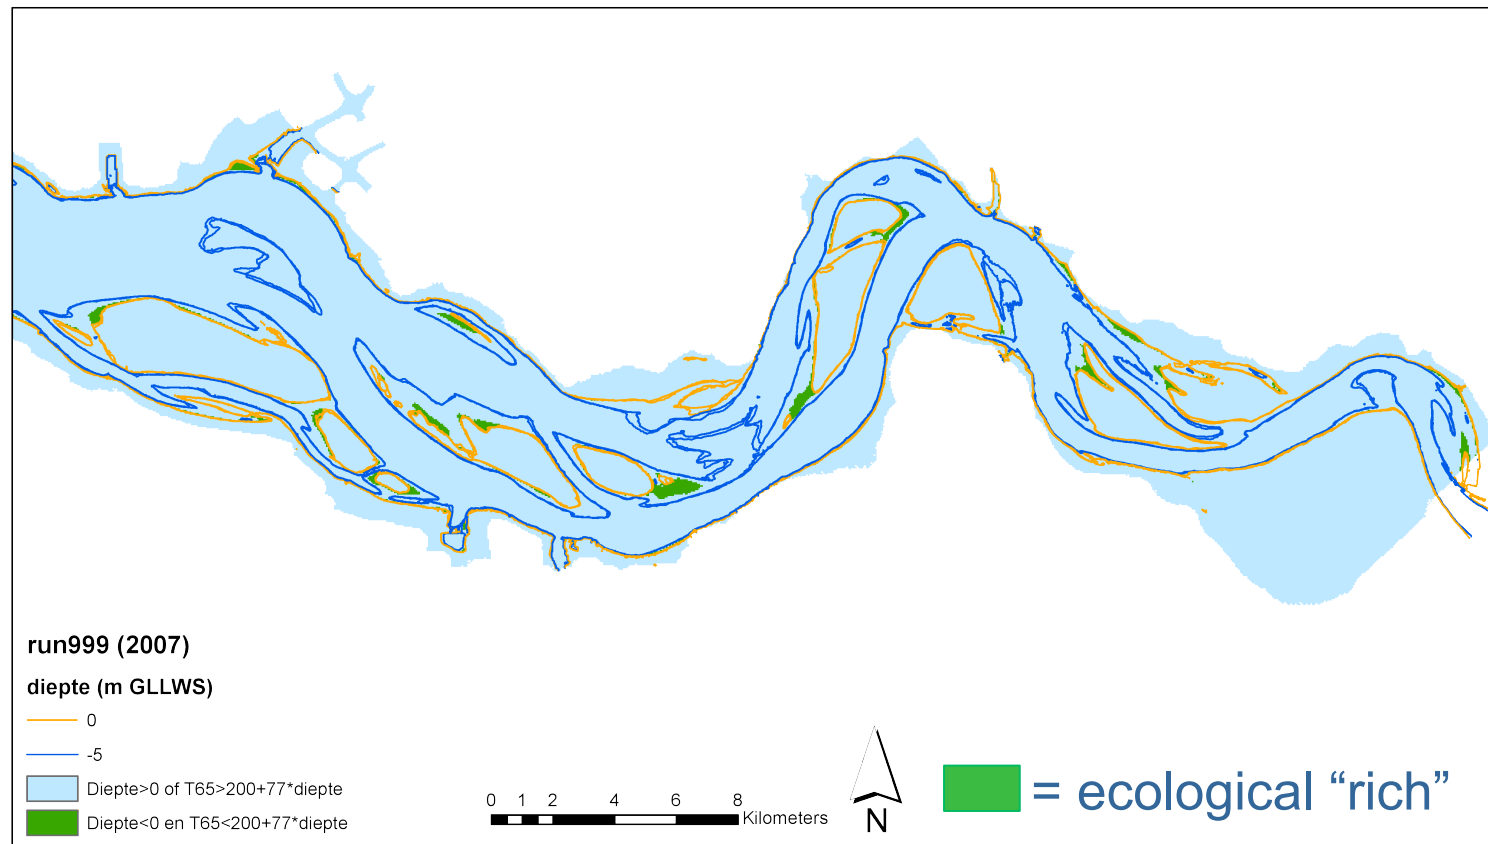 run999 (2007)
diepte (m GLLWS)
0
-5
Diepte>0 of T65>200+77*diepte
Diepte<0 en T65<200+77*diepte
0 1 2 4 6 8
Kilometers
N
= ecological “rich”